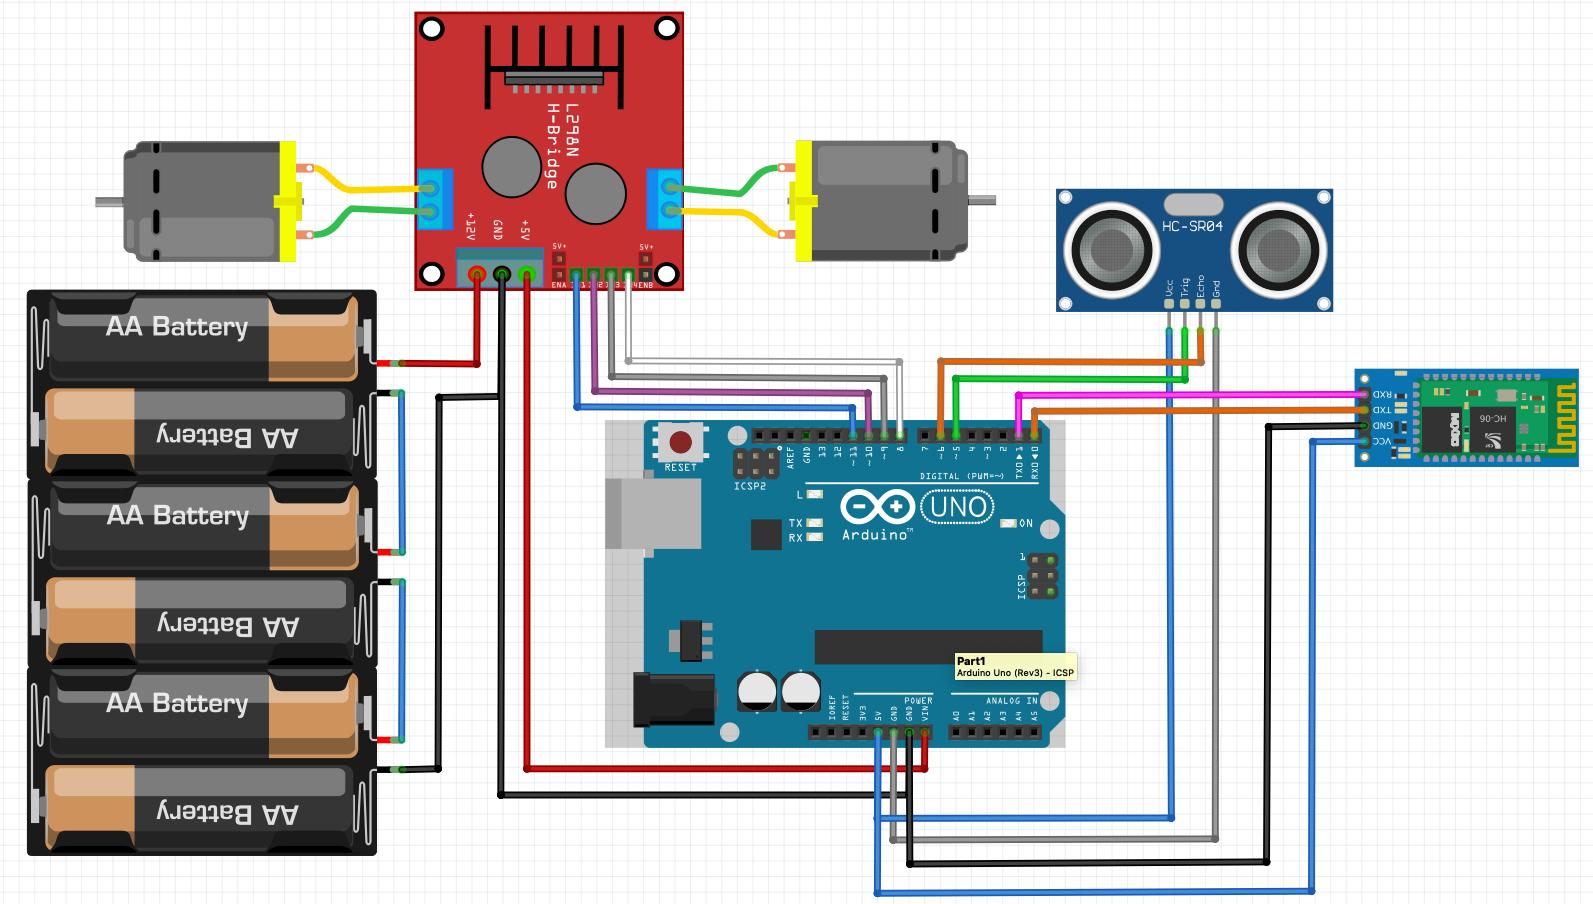 L298N
H-Bridge
+12V
GND
+5V
5V+
5V+
ENA
ENB
HC-SR04
Vcc
Trig
Echo
Gnd
AA Battery
AA Battery
AA Battery
AA Battery
AA Battery
AA Battery
RXD
TXD
GND
VCC
HC-06
RESET
ICSP2
AREF
GND
13
12
~11
~10
~9
8
7
~6
~5
4
~3
2
TX0 ▶ 1
RX0 ◀ 0
DIGITAL (PWM=~)
L
TX
RX
UNO
Arduino™
ON
1
ICSP
Part1
Arduino Uno (Rev3) - ICSP
POWER
ANALOG IN
IOREF
RESET
3V3
5V
GND
GND
VIN
A0
A1
A2
A3
A4
A5